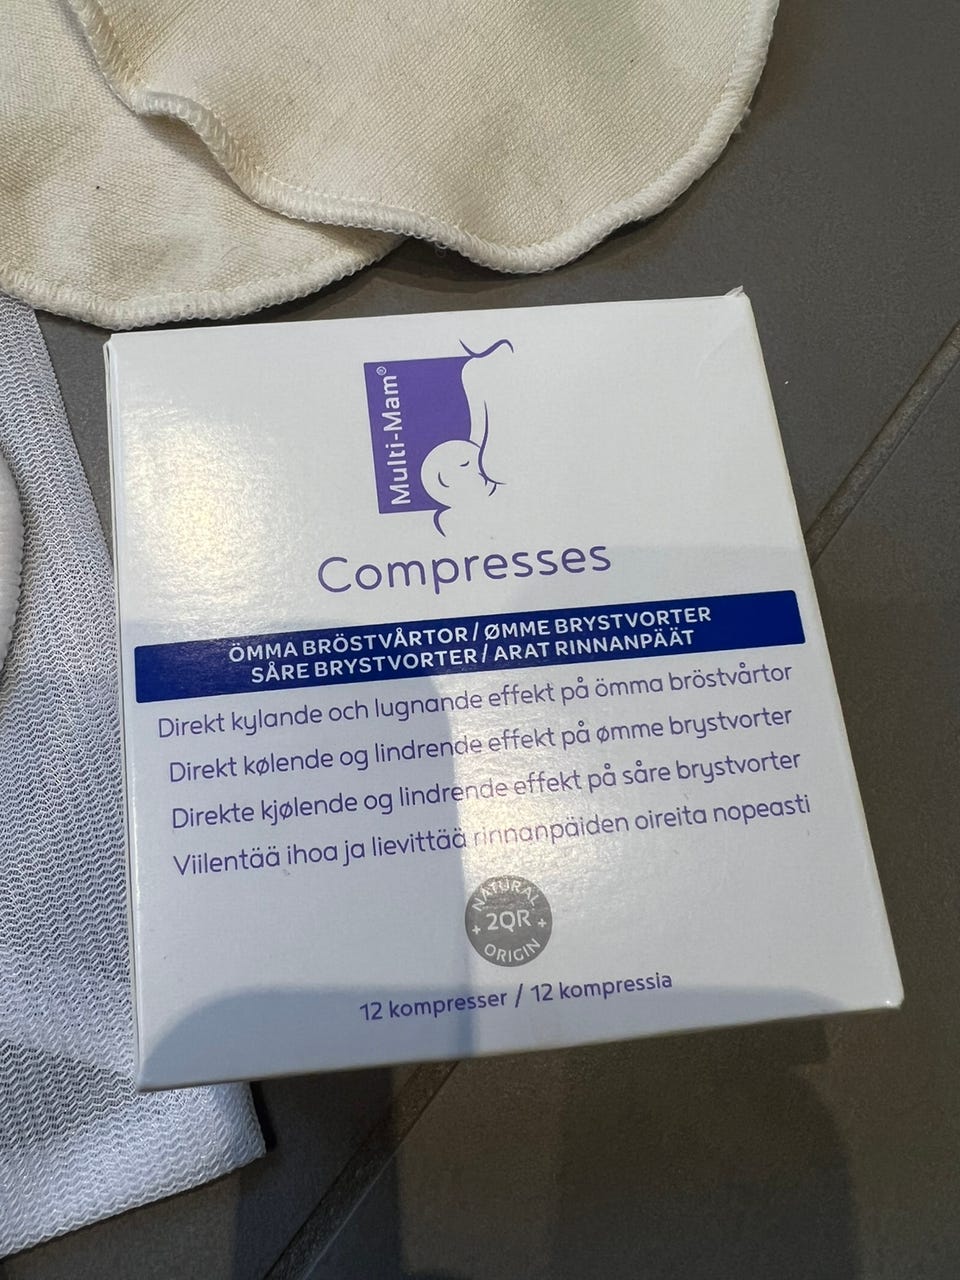 Multi-Mam®
Compresses
ÖMMA BRÖSTVÅRTOR / ØMME BRYSTVORTER
SÅRE BRYSTVORTER / ARAT RINNANPÄÄT
Direkt kylande och lugnande effekt på ömma bröstvårtor
Direkt kølende og lindrende effekt på ømme brystvorter
Direkte kjølende og lindrende effekt på såre brystvorter
Viilentää ihoa ja lievittää rinnanpäiden oireita nopeasti
NATURAL
+ 2QR +
ORIGIN
12 kompresser / 12 kompressia